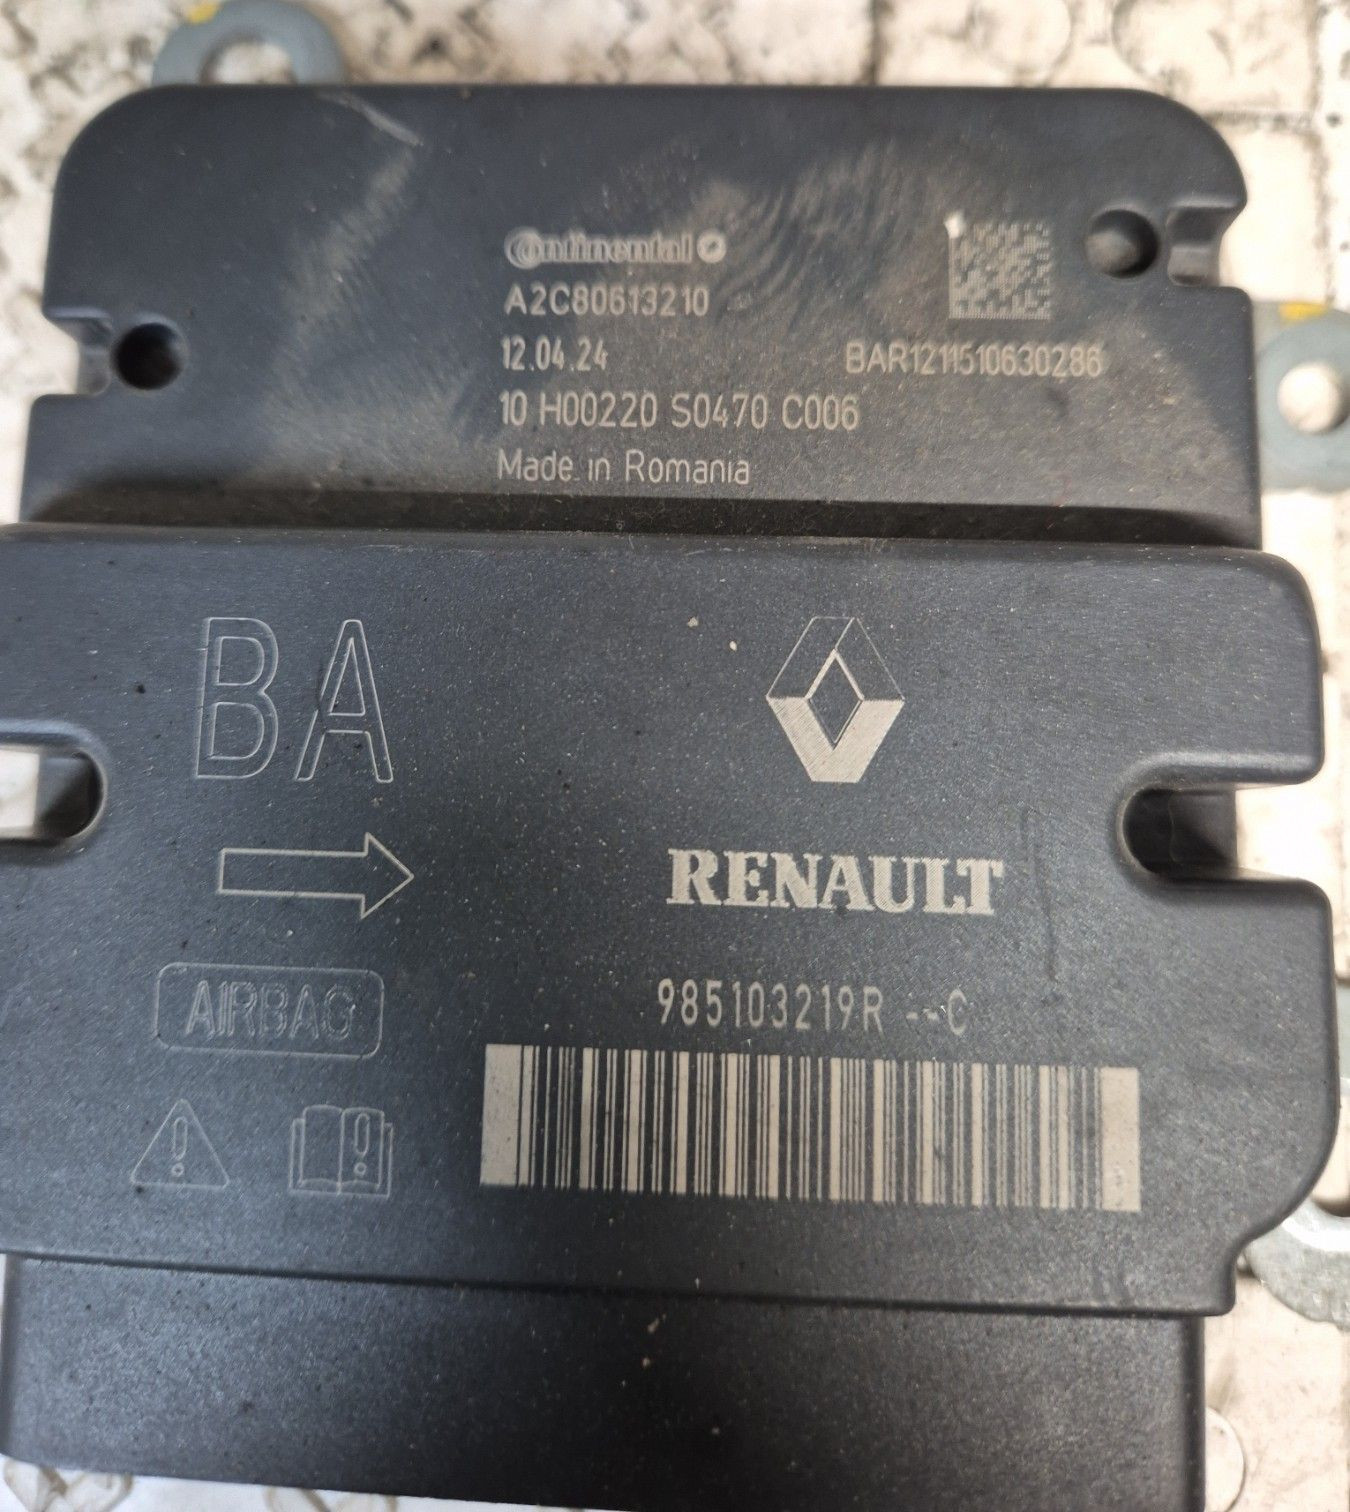 Continental
A2C80613210
12.04.24
BAR1211510630286
10 H00220 S0470 C006
Made in Romania
BA
RENAULT
AIRBAG
985103219R --C